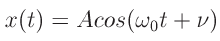 x(t) = Acos(ω₀t + ν)